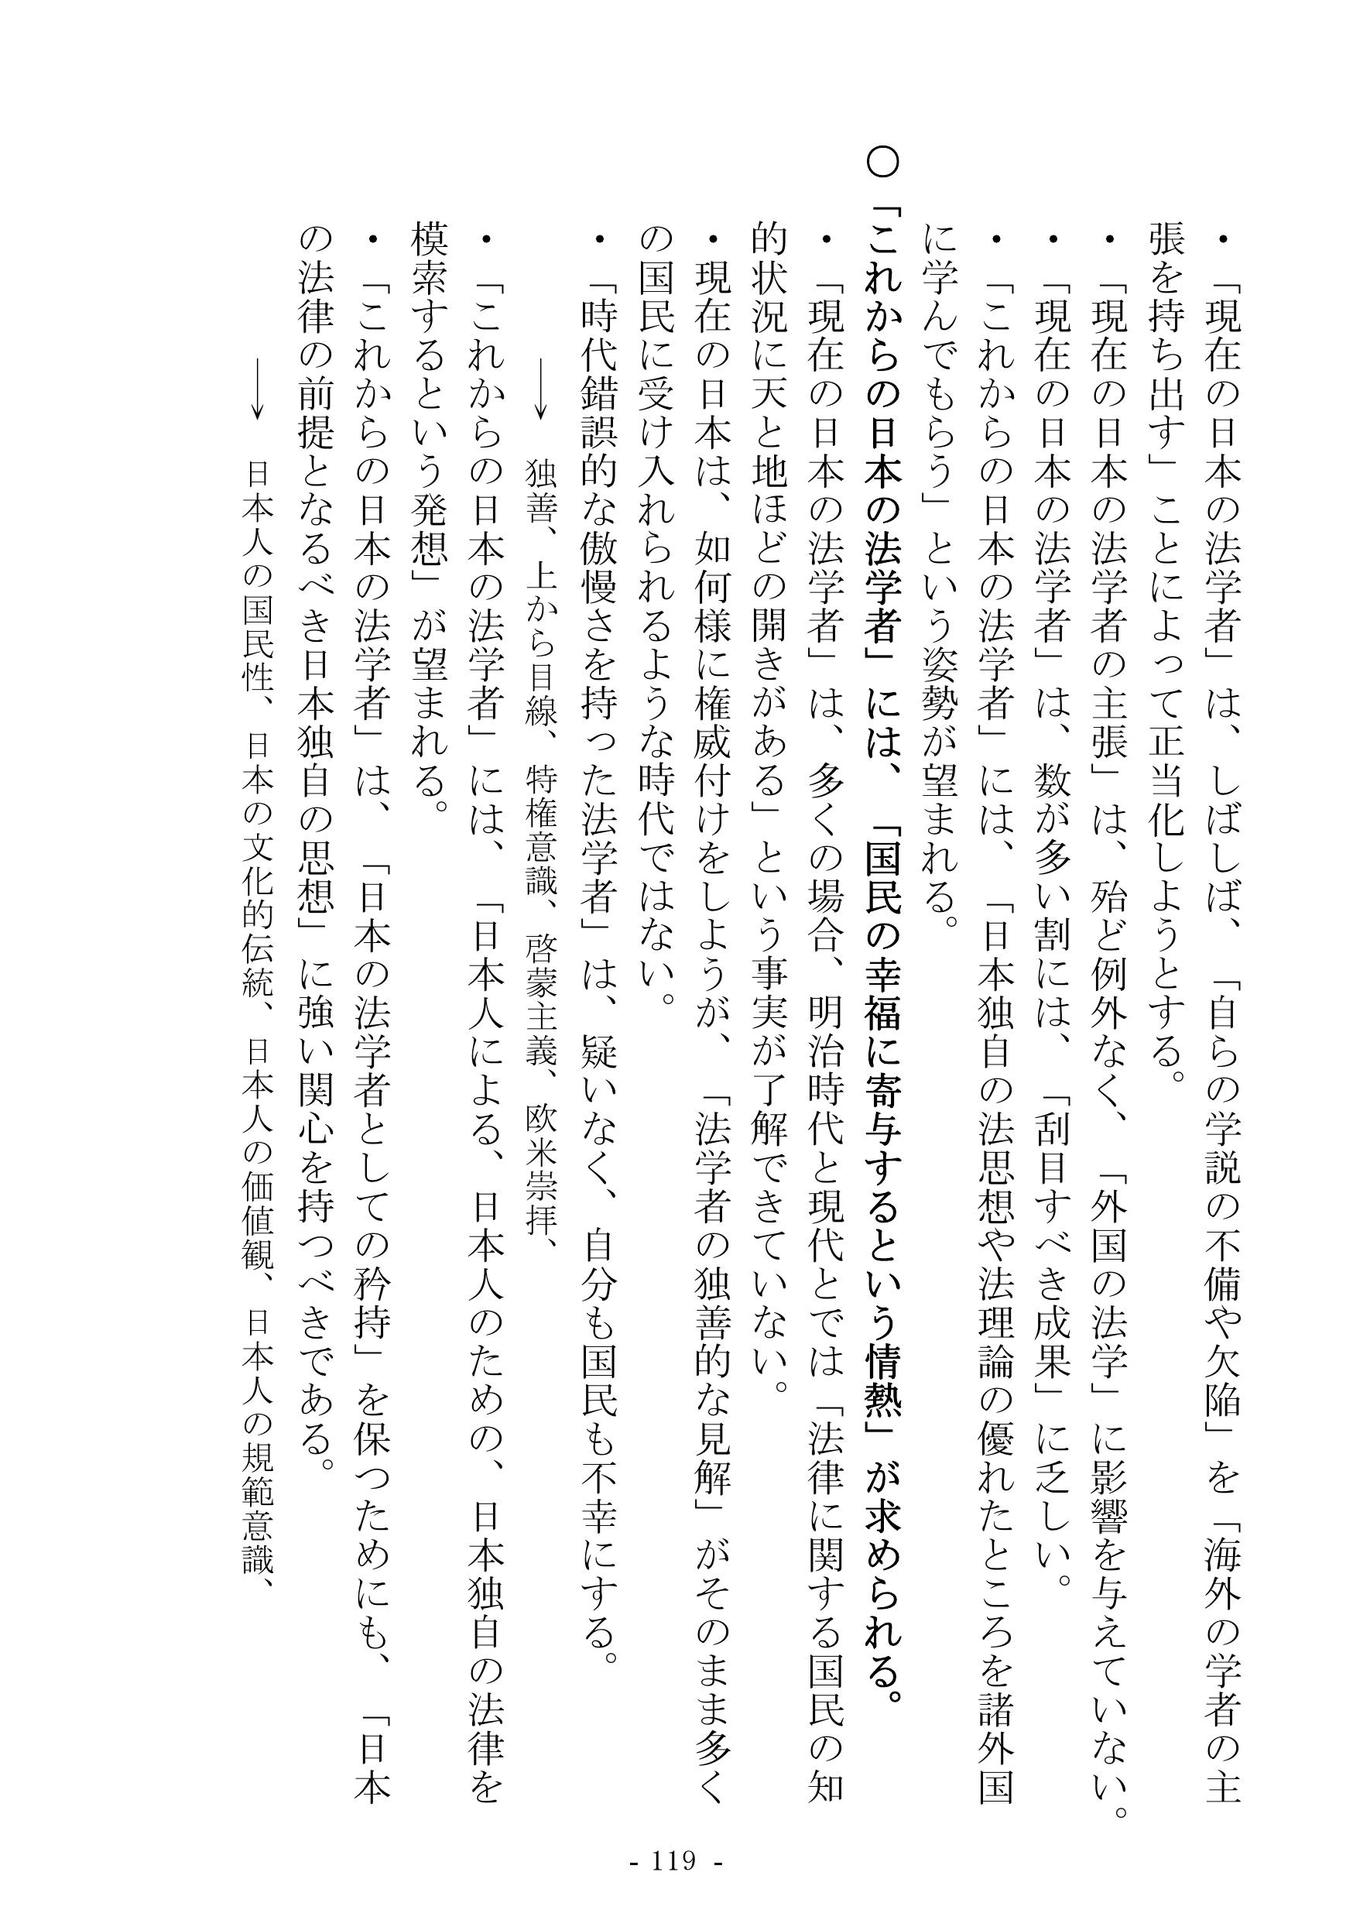 ・「現在の日本の法学者」は、しばしば、「自らの学説の不備や欠陥」を「海外の学者の主
張を持ち出す」ことによって正当化しようとする。
・「現在の日本の法学者の主張」は、殆ど例外なく、「外国の法学」に影響を与えていない。
・「現在の日本の法学者」は、数が多い割には、「刮目すべき成果」に乏しい。
・「これからの日本の法学者」には、「日本独自の法思想や法理論の優れたところを諸外国
に学んでもらう」という姿勢が望まれる。
○「これからの日本の法学者」には、「国民の幸福に寄与するという情熱」が求められる。
・「現在の日本の法学者」は、多くの場合、明治時代と現代とでは「法律に関する国民の知
的状況に天と地ほどの開きがある」という事実が了解できていない。
・現在の日本は、如何様に権威付けをしようが、「法学者の独善的な見解」がそのまま多く
の国民に受け入れられるような時代ではない。
・「時代錯誤的な傲慢さを持った法学者」は、疑いなく、自分も国民も不幸にする。
→ 独善、上から目線、特権意識、啓蒙主義、欧米崇拝、
・「これからの日本の法学者」には、「日本人による、日本人のための、日本独自の法律を
模索するという発想」が望まれる。
・「これからの日本の法学者」は、「日本の法学者としての矜持」を保つためにも、「日本
の法律の前提となるべき日本独自の思想」に強い関心を持つべきである。
→ 日本人の国民性、日本の文化的伝統、日本人の価値観、日本人の規範意識、
- 119 -